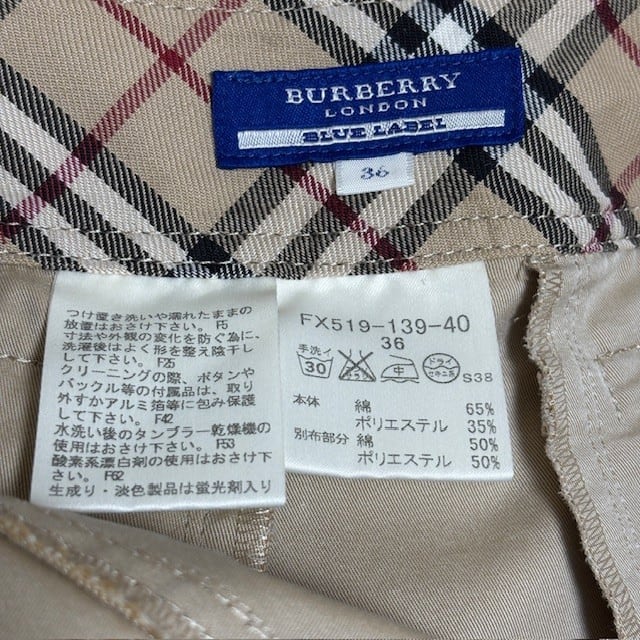 BURBERRY
LONDON
BLUE LABEL
36
つけ置き洗いや濡れたままの
放置はおさけ下さい。 F5
寸法や外観の変化を防ぐ為に、
洗濯後はよく形を整え陰干し
して下さい。 F25
クリーニングの際、ボタンや
バックル等の付属品は、取り
外すかアルミ箔等に包み保護
して下さい。 F42
水洗い後のタンブラー乾燥機の
使用はおさけ下さい。 F53
酸素系漂白剤の使用はおさけ下
さい。 F62
生成り・淡色製品は蛍光剤入り
FX519-139-40
36
手洗イ
30
エンソ
サラシ
中
ドライ
S38
本体 綿 65%
ポリエステル 35%
別布部分 綿 50%
ポリエステル 50%